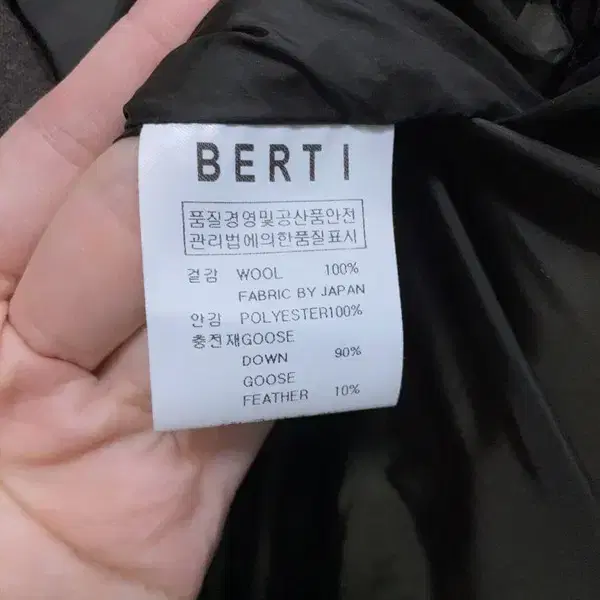 BERTI
품질경영및공산품안전
관리법에의한품질표시
겉감 WOOL 100%
FABRIC BY JAPAN
안감 POLYESTER100%
충전재GOOSE
DOWN 90%
GOOSE
FEATHER 10%